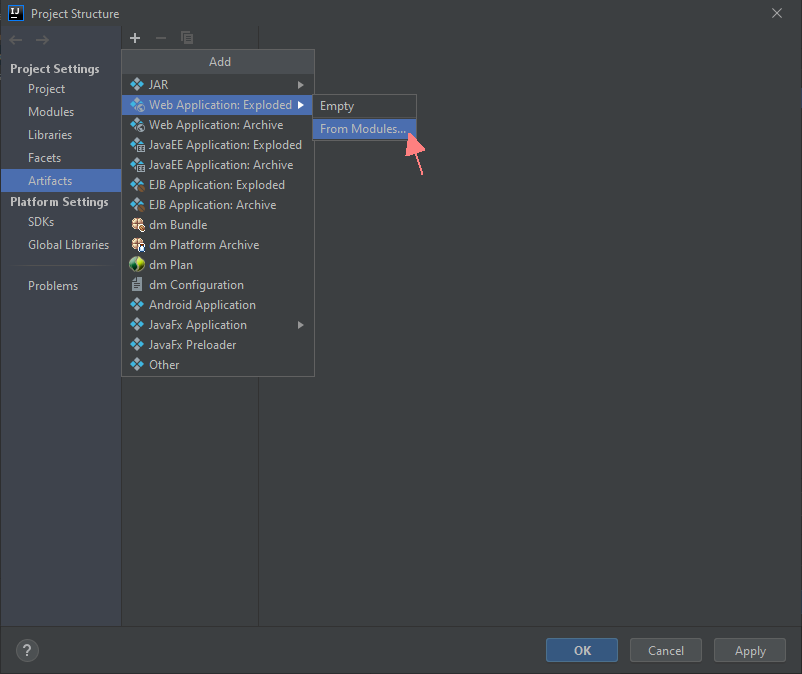 IJ
Project Structure
Project Settings
Project
Modules
Libraries
Facets
Artifacts
Platform Settings
SDKs
Global Libraries
Problems
Add
JAR
Web Application: Exploded
Web Application: Archive
JavaEE Application: Exploded
JavaEE Application: Archive
EJB Application: Exploded
EJB Application: Archive
dm Bundle
dm Platform Archive
dm Plan
dm Configuration
Android Application
JavaFx Application
JavaFx Preloader
Other
Empty
From Modules...
?
OK
Cancel
Apply